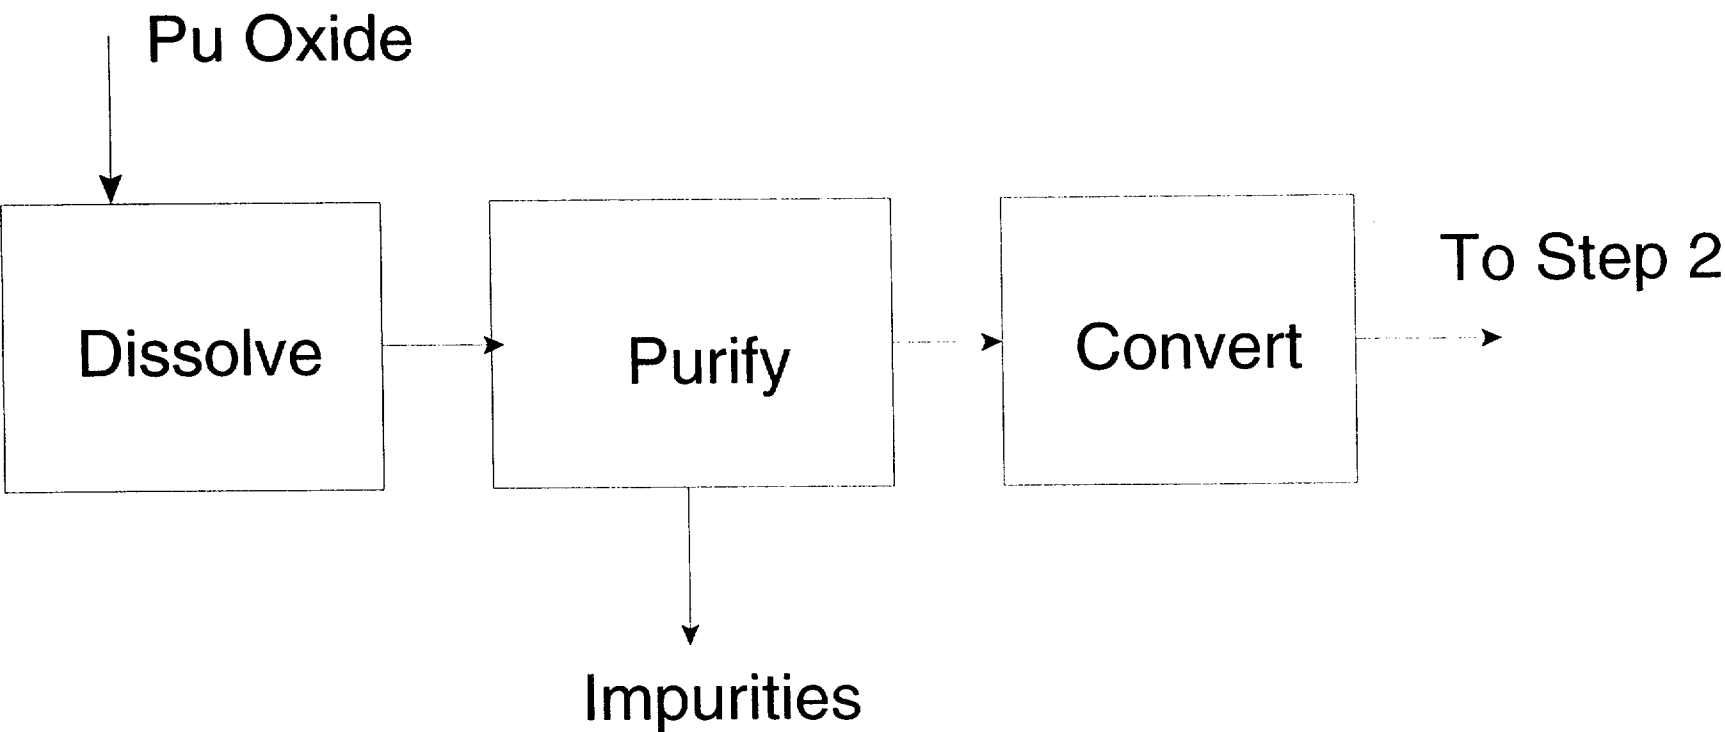 Pu Oxide
To Step 2
Dissolve
Purify
Convert
Impurities